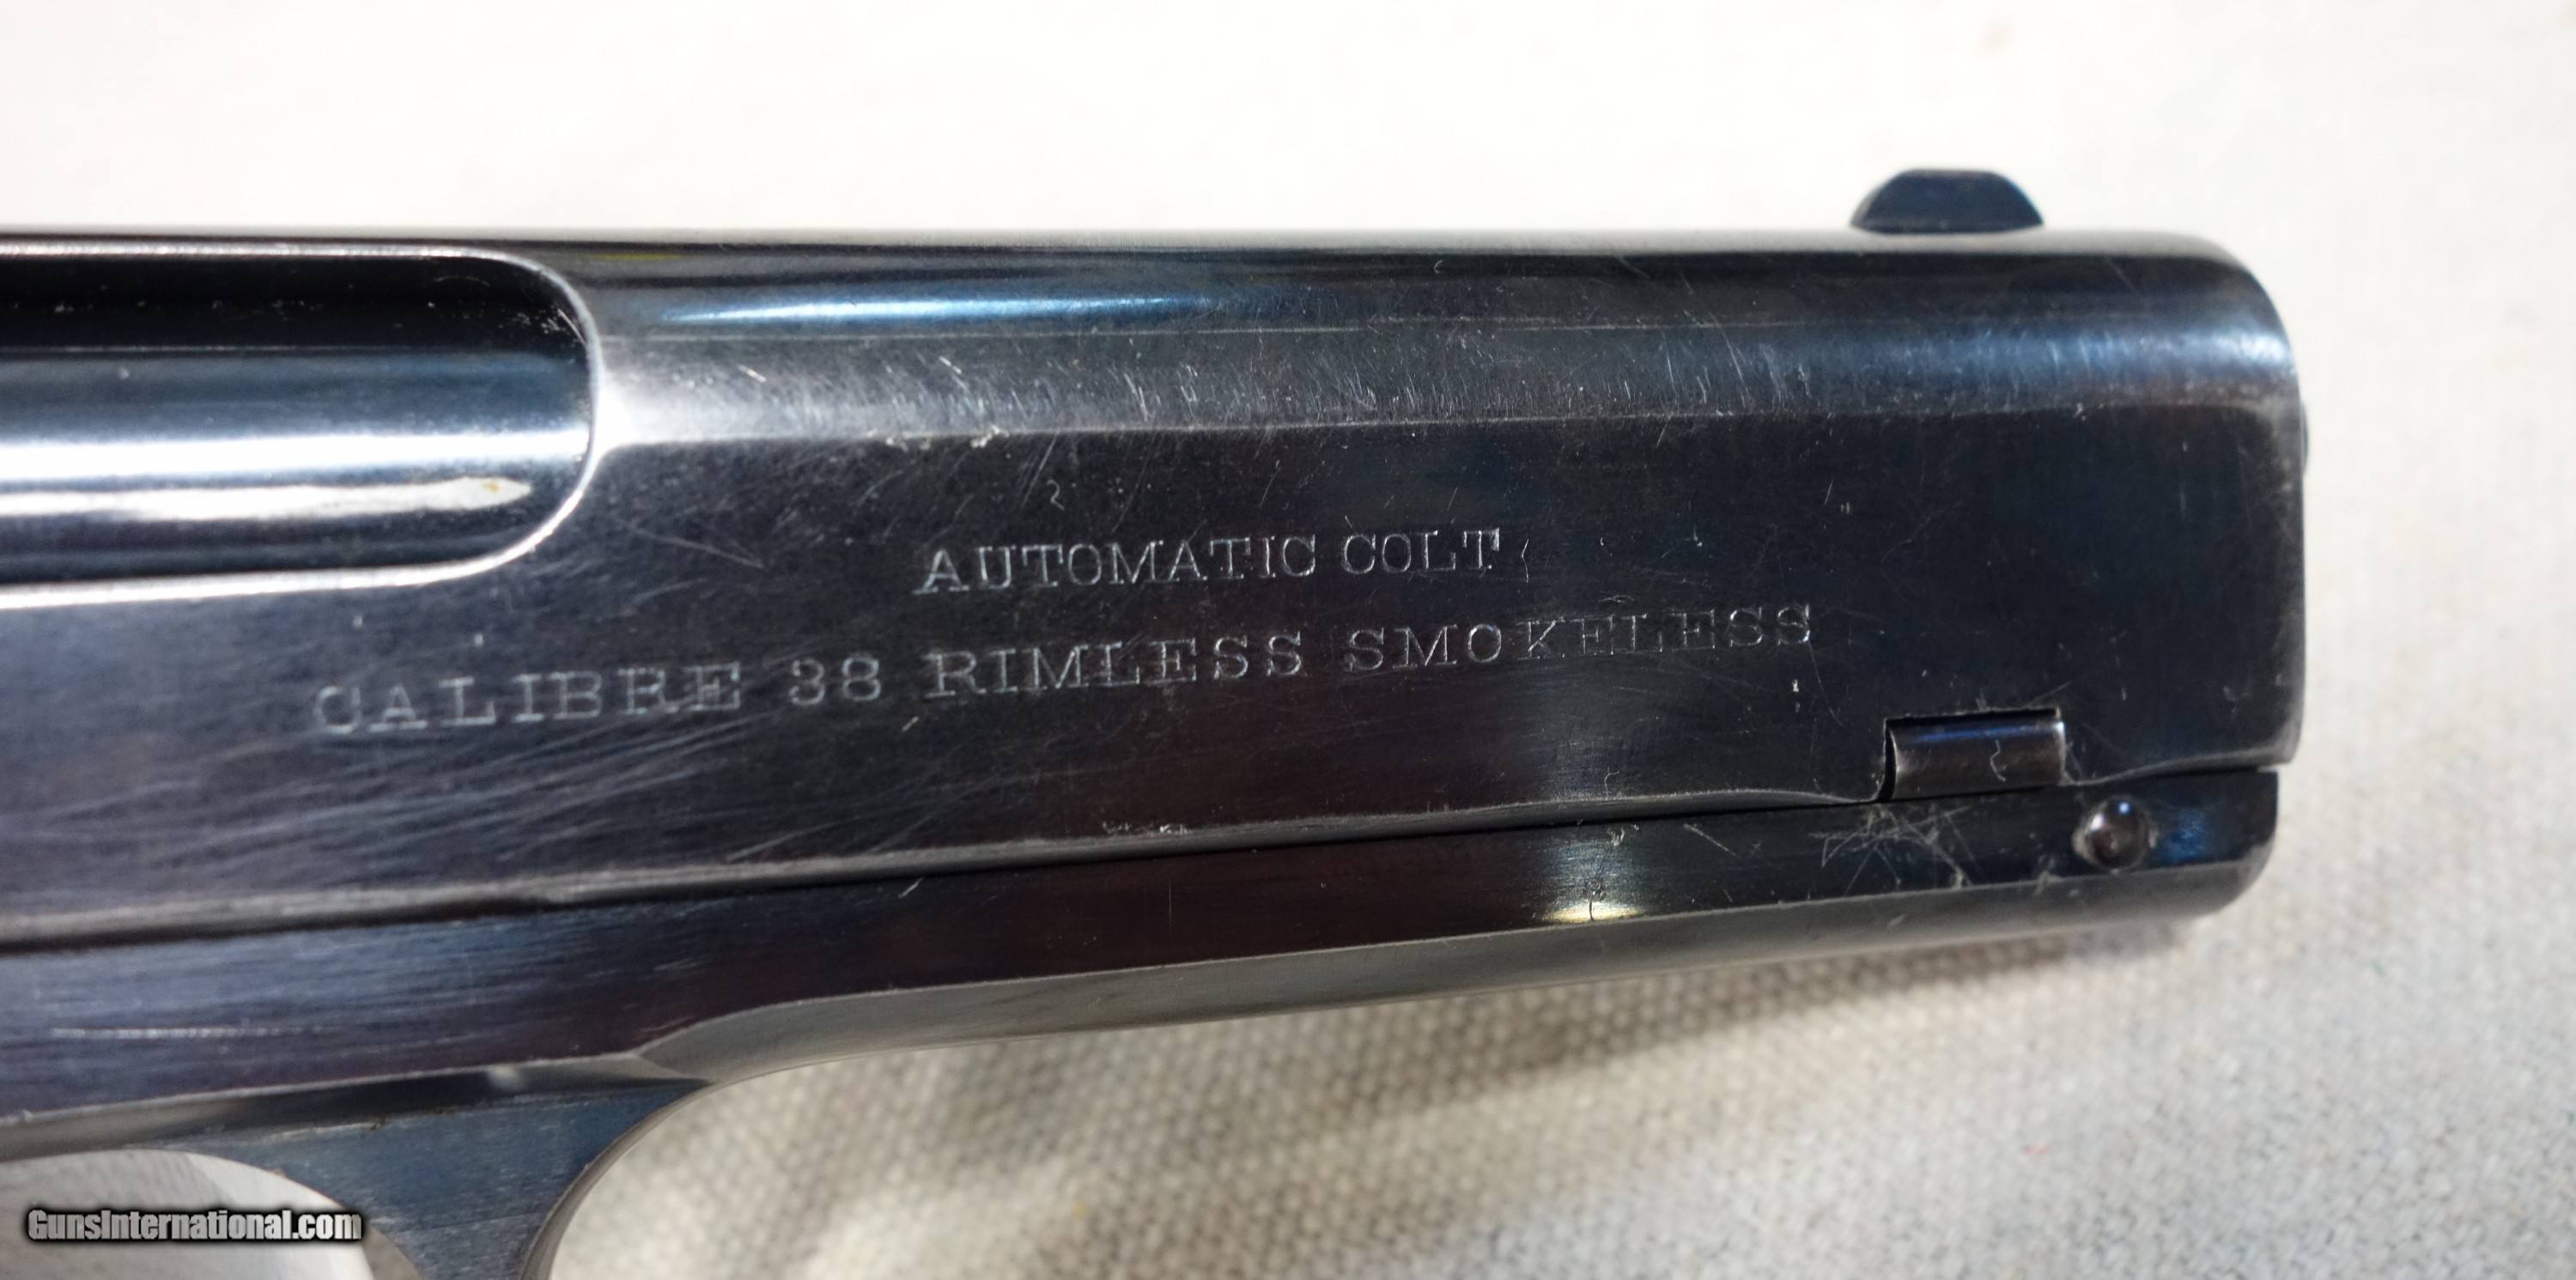 AUTOMATIC COLT
CALIBRE 38 RIMLESS SMOKELESS
GunsInternational.com